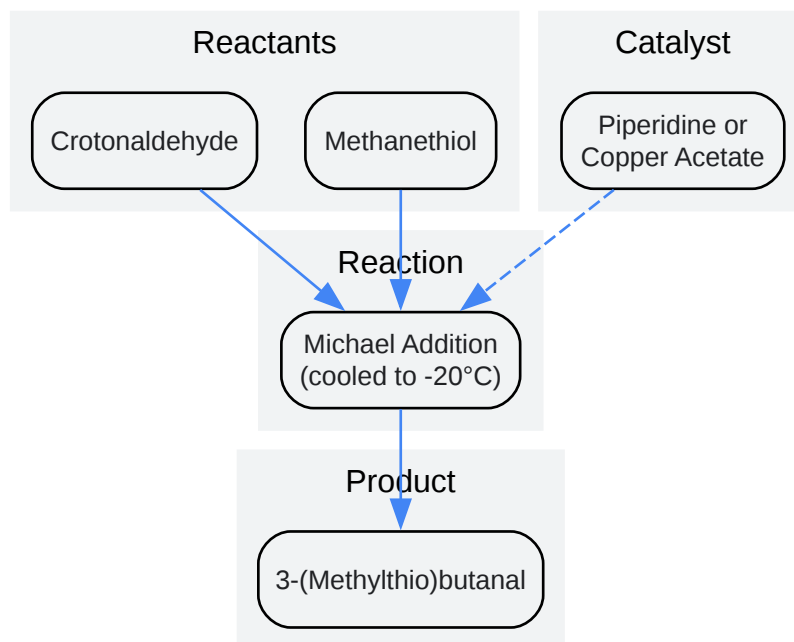 Reactants
Catalyst
Crotonaldehyde
Methanethiol
Piperidine or
Copper Acetate
Reaction
Michael Addition
(cooled to -20°C)
Product
3-(Methylthio)butanal